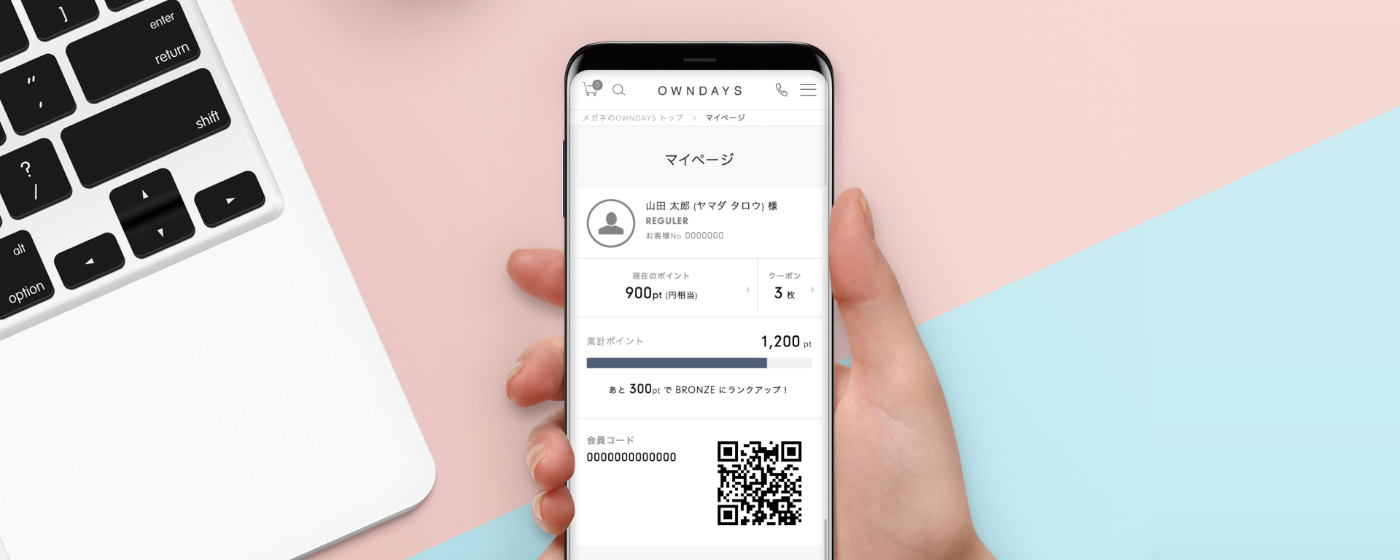 ]
enter
return
" ,
shift
? /
alt
option
0
OWNDAYS
メガネのOWNDAYS トップ > マイページ
マイページ
山田 太郎 (ヤマダ タロウ) 様
REGULER
お客様No 0000000
現在のポイント
900pt (円相当)
クーポン
3 枚
累計ポイント
1,200 pt
あと 300pt で BRONZE にランクアップ！
会員コード
0000000000000